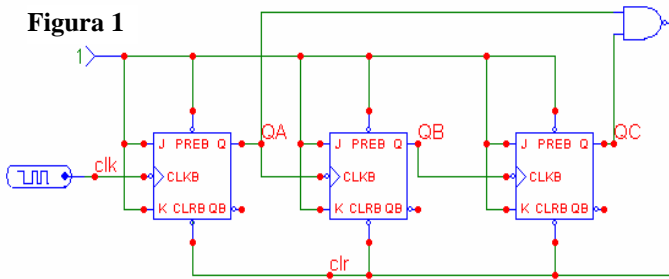 Figura 1
1
QA
QB
QC
J PREB Q
J PREB Q
J PREB Q
clk
CLKB
CLKB
CLKB
K CLRB QB
K CLRB QB
K CLRB QB
clr